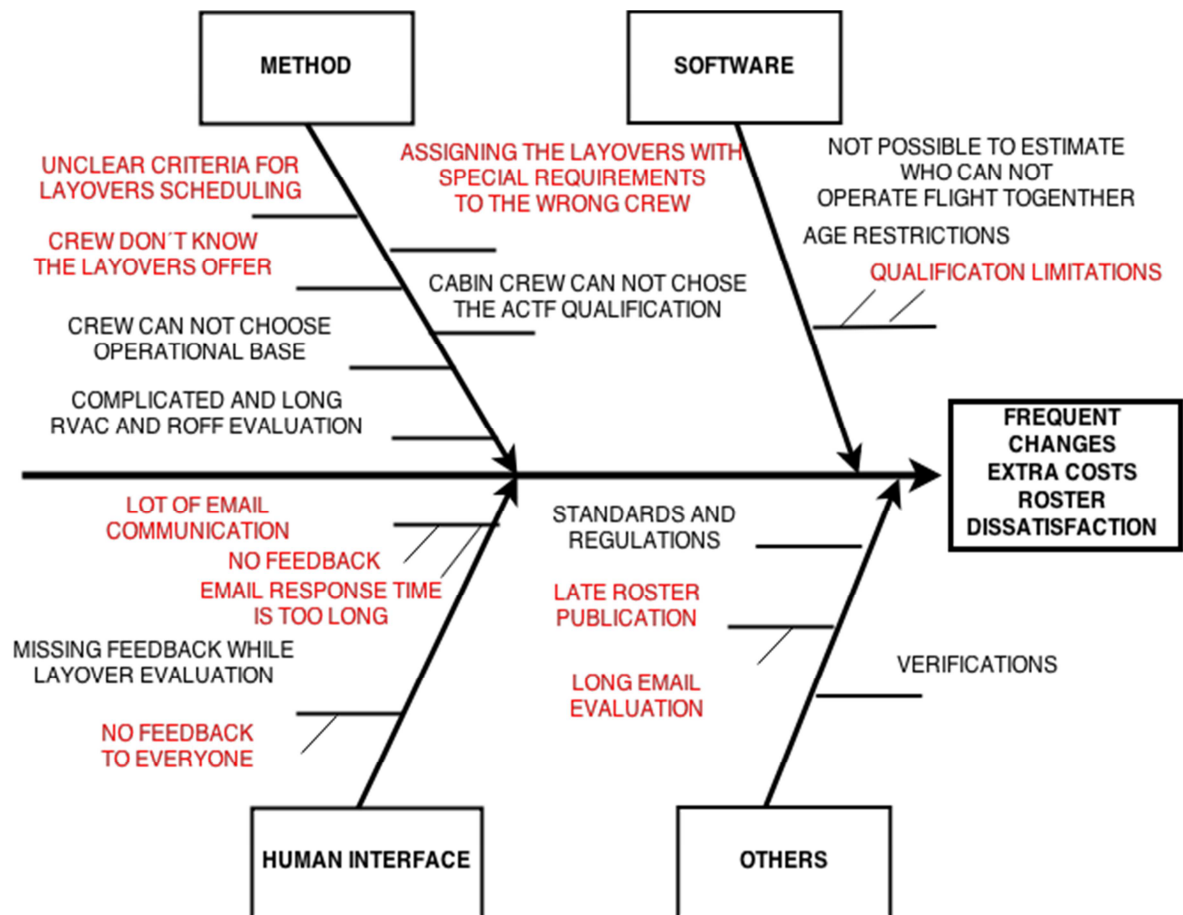 METHOD
SOFTWARE
UNCLEAR CRITERIA FOR
LAYOVERS SCHEDULING
ASSIGNING THE LAYOVERS WITH
SPECIAL REQUIREMENTS
TO THE WRONG CREW
NOT POSSIBLE TO ESTIMATE
WHO CAN NOT
OPERATE FLIGHT TOGENTHER
AGE RESTRICTIONS
QUALIFICATON LIMITATIONS
CREW DON´T KNOW
THE LAYOVERS OFFER
CABIN CREW CAN NOT CHOSE
THE ACTF QUALIFICATION
CREW CAN NOT CHOOSE
OPERATIONAL BASE
COMPLICATED AND LONG
RVAC AND ROFF EVALUATION
FREQUENT
CHANGES
EXTRA COSTS
ROSTER
DISSATISFACTION
LOT OF EMAIL
COMMUNICATION
NO FEEDBACK
EMAIL RESPONSE TIME
IS TOO LONG
MISSING FEEDBACK WHILE
LAYOVER EVALUATION
NO FEEDBACK
TO EVERYONE
STANDARDS AND
REGULATIONS
LATE ROSTER
PUBLICATION
LONG EMAIL
EVALUATION
VERIFICATIONS
HUMAN INTERFACE
OTHERS